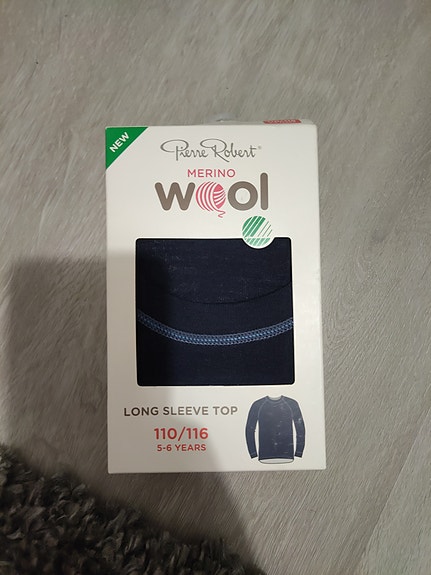 NEW
Pierre Robert®
MERINO
wool
LONG SLEEVE TOP
110/116
5-6 YEARS